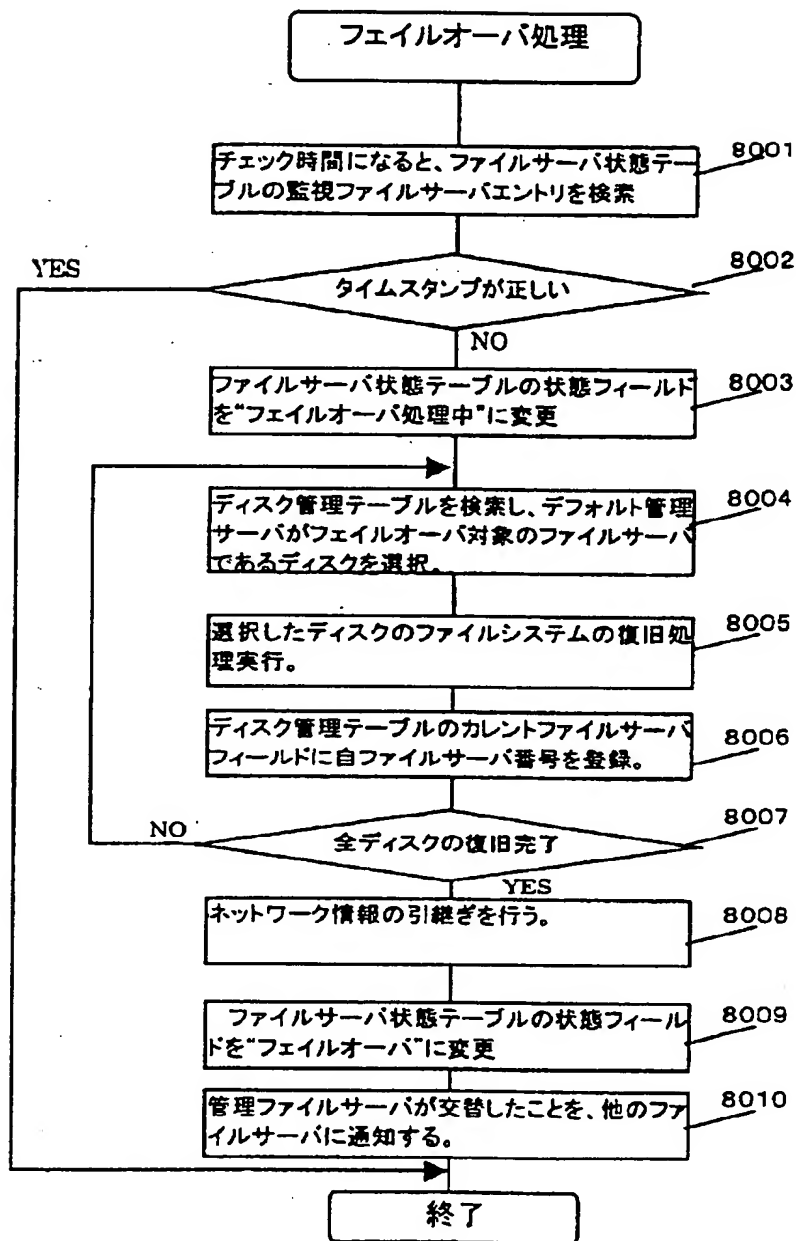 フェイルオーバ処理
8001
チェック時間になると、ファイルサーバ状態テー
ブルの監視ファイルサーバエントリを検索
YES
8002
タイムスタンプが正しい
NO
8003
ファイルサーバ状態テーブルの状態フィールド
を“フェイルオーバ処理中”に変更
8004
ディスク管理テーブルを検索し、デフォルト管理
サーバがフェイルオーバ対象のファイルサーバ
であるディスクを選択。
8005
選択したディスクのファイルシステムの復旧処
理実行。
8006
ディスク管理テーブルのカレントファイルサーバ
フィールドに自ファイルサーバ番号を登録。
NO
8007
全ディスクの復旧完了
YES
8008
ネットワーク情報の引継ぎを行う。
8009
ファイルサーバ状態テーブルの状態フィール
ドを“フェイルオーバ”に変更
8010
管理ファイルサーバが交替したことを、他のファ
イルサーバに通知する。
終了